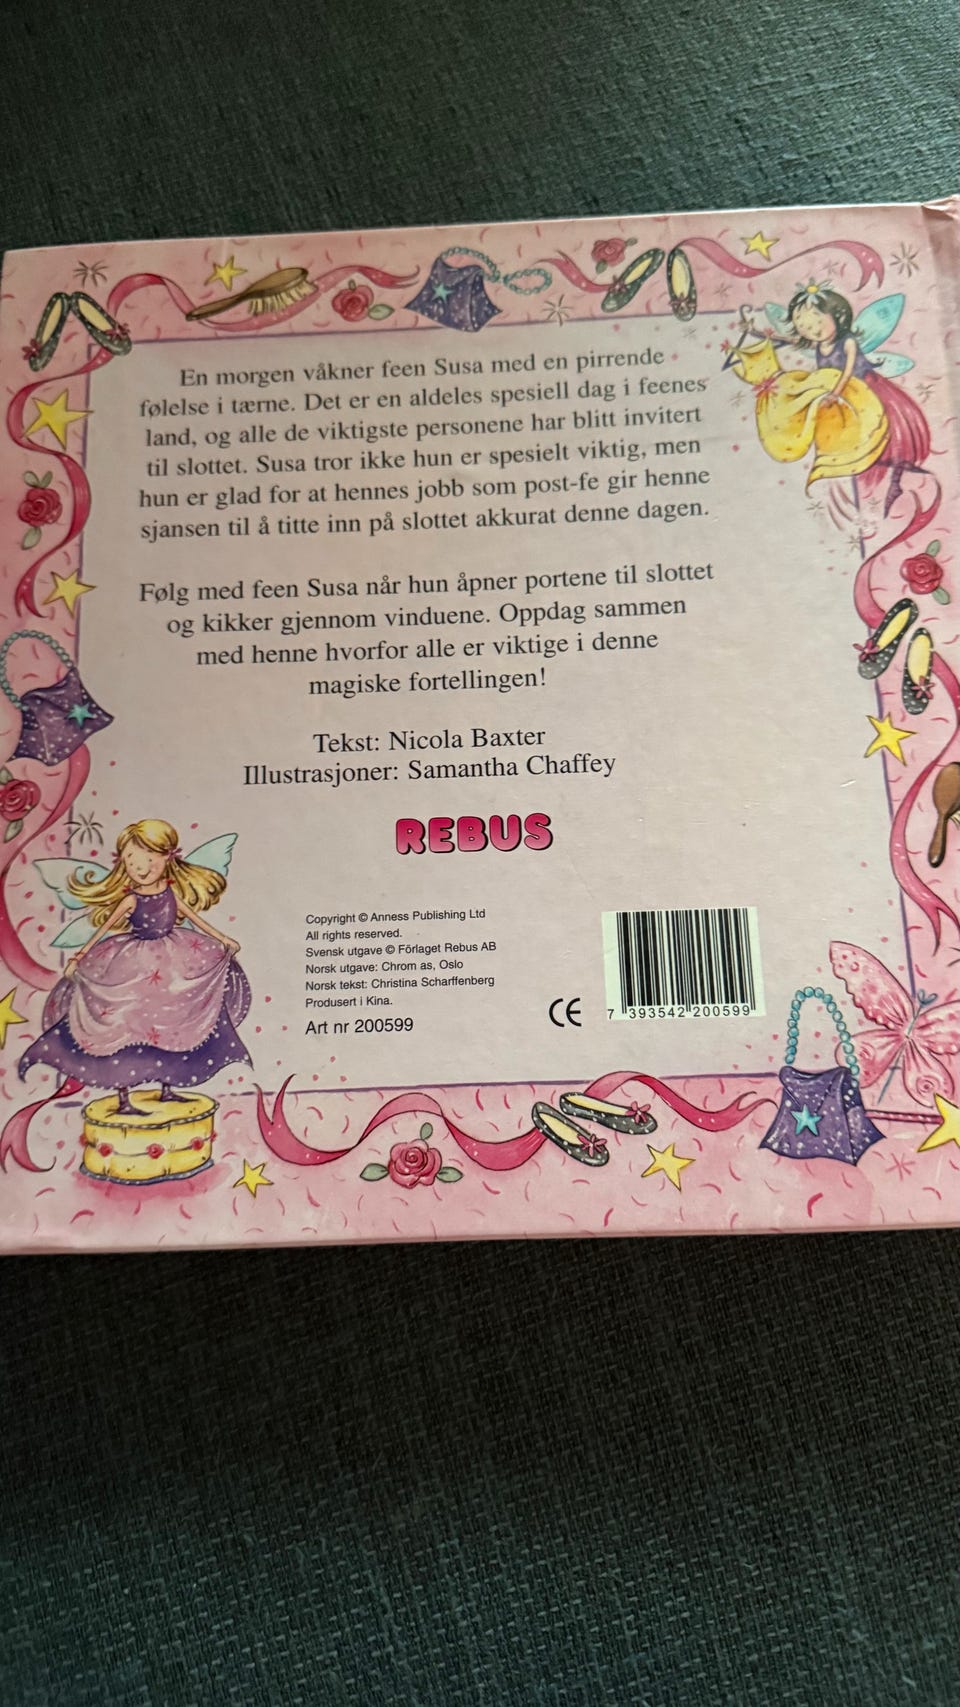 En morgen våkner feen Susa med en pirrende
følelse i tærne. Det er en aldeles spesiell dag i feenes
land, og alle de viktigste personene har blitt invitert
til slottet. Susa tror ikke hun er spesielt viktig, men
hun er glad for at hennes jobb som post-fe gir henne
sjansen til å titte inn på slottet akkurat denne dagen.
Følg med feen Susa når hun åpner portene til slottet
og kikker gjennom vinduene. Oppdag sammen
med henne hvorfor alle er viktige i denne
magiske fortellingen!
Tekst: Nicola Baxter
Illustrasjoner: Samantha Chaffey
REBUS
Copyright © Anness Publishing Ltd
All rights reserved.
Svensk utgave © Förlaget Rebus AB
Norsk utgave: Chrom as, Oslo
Norsk tekst: Christina Scharffenberg
Produsert i Kina.
Art nr 200599
CE
7 393542 200599